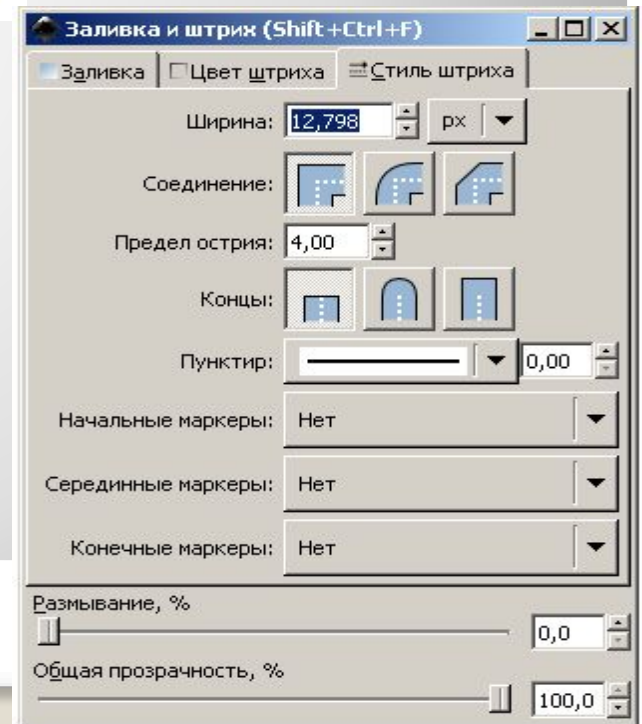 Заливка и штрих (Shift+Ctrl+F)
Заливка Цвет штриха Стиль штриха
Ширина: 12,798 px
Соединение:
Предел острия: 4,00
Концы:
Пунктир: 0,00
Начальные маркеры: Нет
Серединные маркеры: Нет
Конечные маркеры: Нет
Размывание, %
0,0
Общая прозрачность, %
100,0